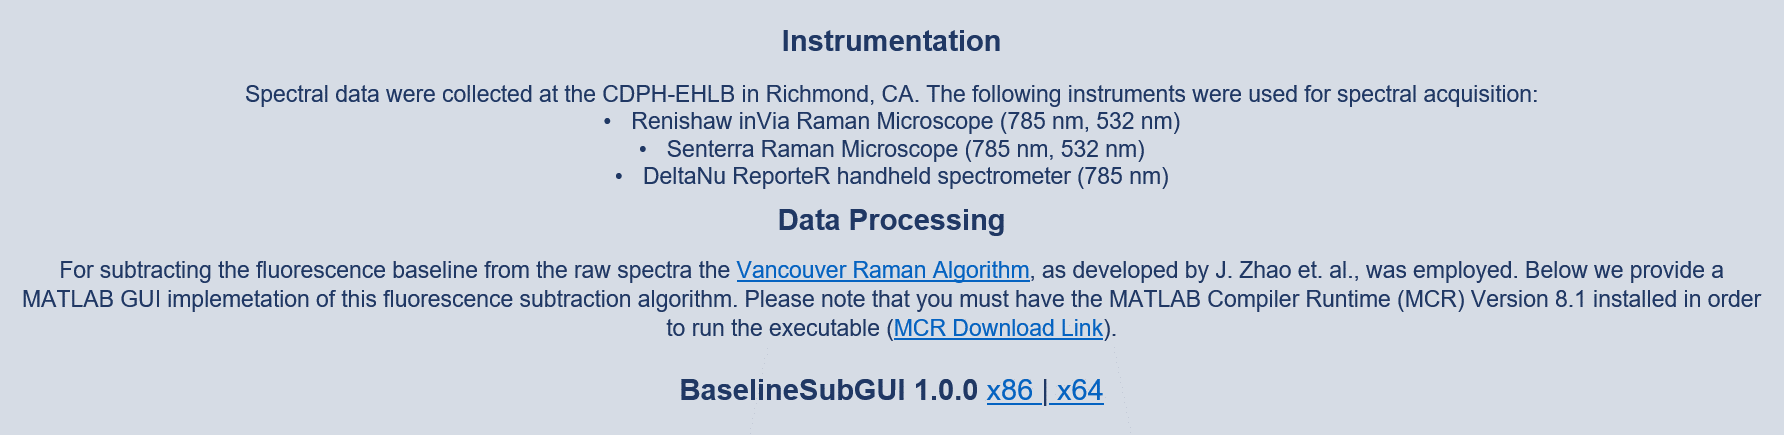 Instrumentation
Spectral data were collected at the CDPH-EHLB in Richmond, CA. The following instruments were used for spectral acquisition:
• Renishaw inVia Raman Microscope (785 nm, 532 nm)
• Senterra Raman Microscope (785 nm, 532 nm)
• DeltaNu ReporteR handheld spectrometer (785 nm)
Data Processing
For subtracting the fluorescence baseline from the raw spectra the Vancouver Raman Algorithm, as developed by J. Zhao et. al., was employed. Below we provide a
MATLAB GUI implemetation of this fluorescence subtraction algorithm. Please note that you must have the MATLAB Compiler Runtime (MCR) Version 8.1 installed in order
to run the executable (MCR Download Link).
BaselineSubGUI 1.0.0 x86 | x64